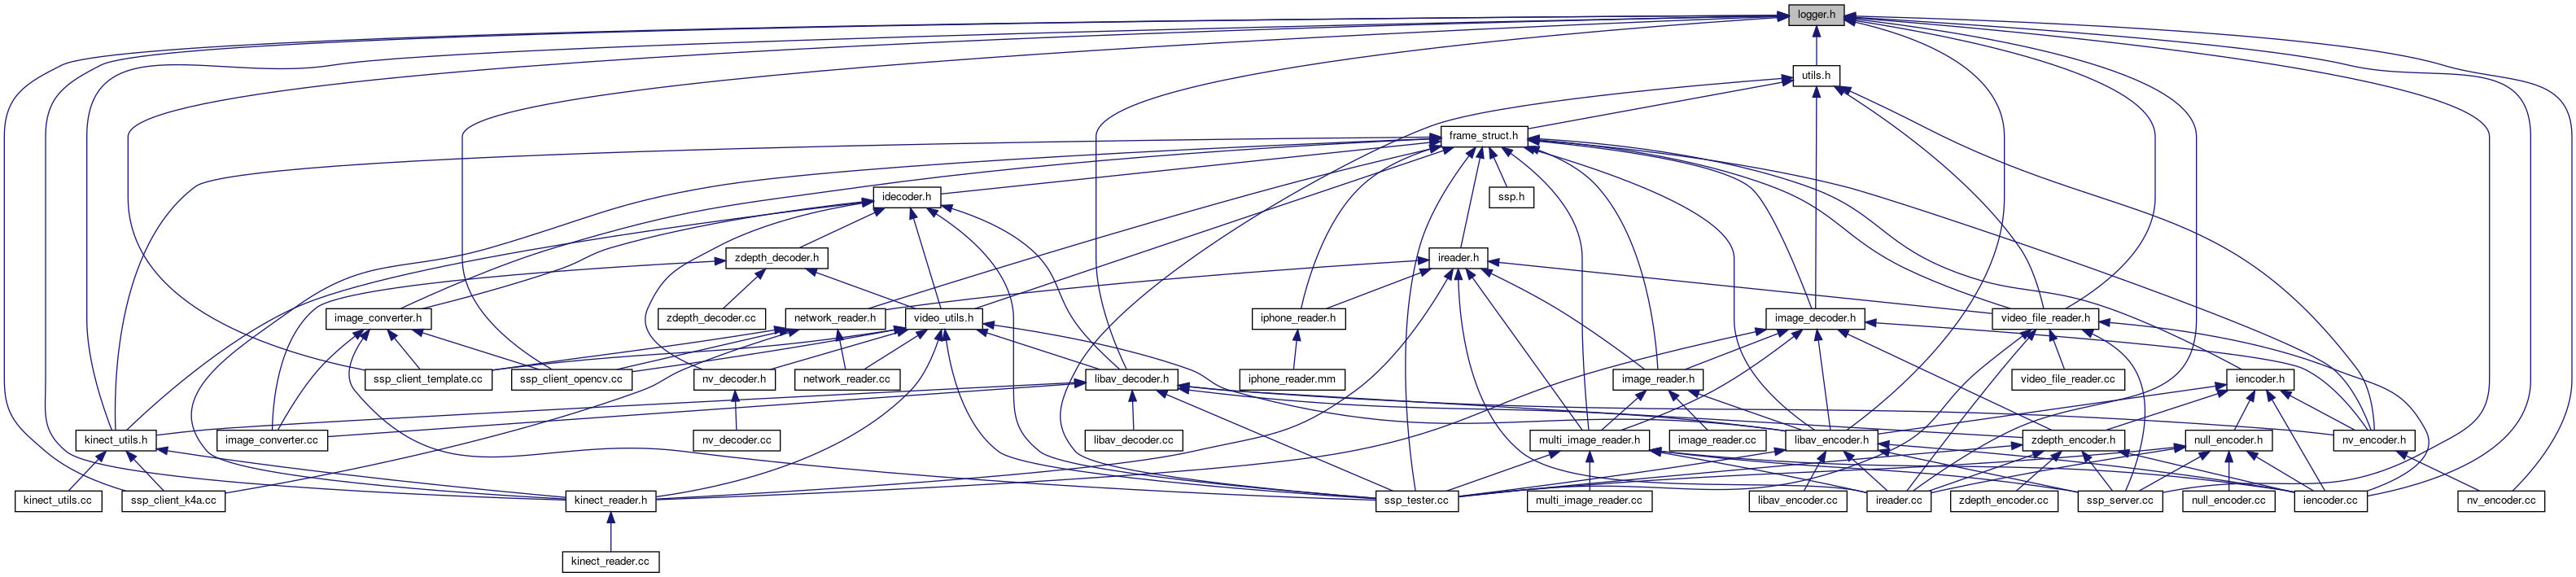 logger.h
utils.h
frame_struct.h
idecoder.h
ssp.h
zdepth_decoder.h
ireader.h
image_converter.h
zdepth_decoder.cc
network_reader.h
video_utils.h
iphone_reader.h
image_decoder.h
video_file_reader.h
ssp_client_template.cc
ssp_client_opencv.cc
nv_decoder.h
network_reader.cc
libav_decoder.h
iphone_reader.mm
image_reader.h
video_file_reader.cc
iencoder.h
kinect_utils.h
image_converter.cc
nv_decoder.cc
libav_decoder.cc
multi_image_reader.h
image_reader.cc
libav_encoder.h
zdepth_encoder.h
null_encoder.h
nv_encoder.h
kinect_utils.cc
ssp_client_k4a.cc
kinect_reader.h
ssp_tester.cc
multi_image_reader.cc
libav_encoder.cc
ireader.cc
zdepth_encoder.cc
ssp_server.cc
null_encoder.cc
iencoder.cc
nv_encoder.cc
kinect_reader.cc